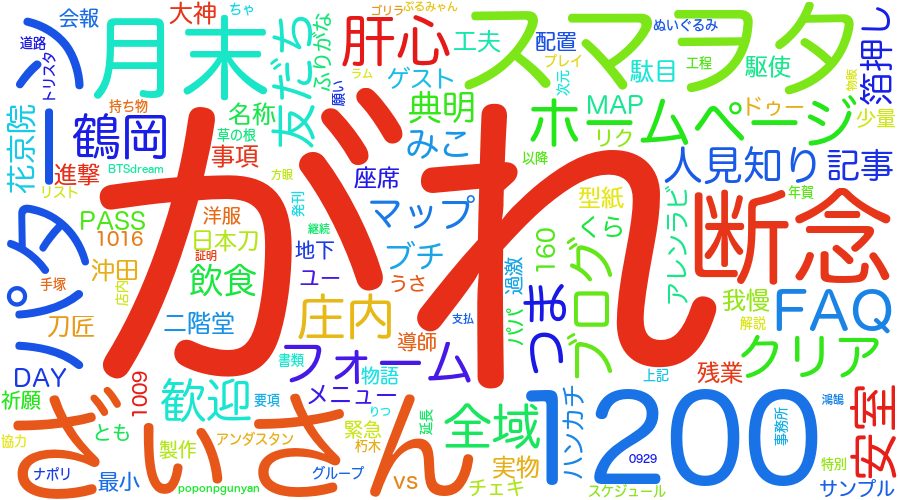 がれ
スマヲタ
1200
ざいさん
断念
月末
パターン
友だち
肝心
ホームページ
FAQ
クリア
フォーム
鶴岡
庄内
全域
歓迎
安室
ブログ
つま
人見知り
記事
箔押し
典明
みこ
マップ
ブチ
飲食
花京院
大神
会報
ちゃ
ゴリラ
ぷるみゃん
ふりがな
工夫
配置
ぬいぐるみ
プレイ
工程
駄目
駆使
物販
道路
トリスタ
持ち物
名称
願い
ラム
ゲスト
次元
MAP
ドゥー
リク
少量
草の根
事項
BTSdream
進撃
リスト
方眼
座席
以降
型紙
へら
アレンラビ
年賀
発刊
継続
PASS
1016
洋服
日本刀
証明
地下
ユー
うさ
過激
160
我慢
解説
手塚
沖田
店内
刀匠
二階堂
導師
支払
パパ
DAY
1009
書類
物語
上記
残業
祈願
メニュー
要項
りつ
延長
ハンカチ
事務所
鴻鵠
協力
とも
製作
アンダスタン
緊急
朽木
実物
0929
特別
ナポリ
最小
poponpgunyan
グループ
vs
チェキ
スケジュール
サンプル